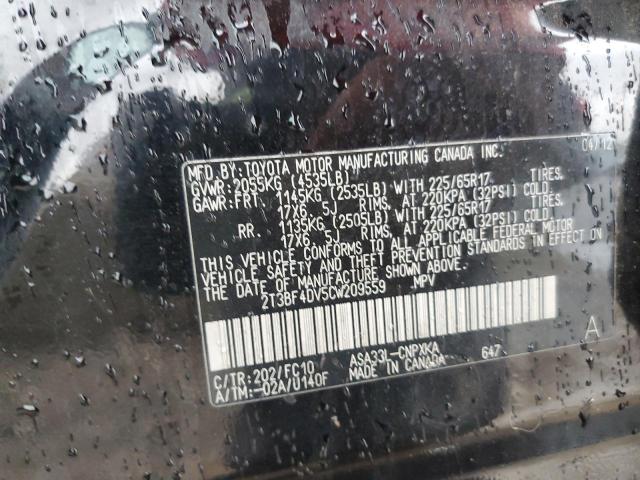 MFD. BY: TOYOTA MOTOR MANUFACTURING CANADA INC. 04/12
GVWR: 2055KG (4535LB)
GAWR: FRT. 1145KG (2535LB) WITH 225/65R17 TIRES.
17X6. 5J RIMS, AT 220KPA (32PSI) COLD.
RR. 1135KG (2505LB) WITH 225/65R17 TIRES.
17X6. 5J RIMS, AT 220KPA (32PSI) COLD.
THIS VEHICLE CONFORMS TO ALL APPLICABLE FEDERAL MOTOR
VEHICLE SAFETY AND THEFT PREVENTION STANDARDS IN EFFECT ON
THE DATE OF MANUFACTURE SHOWN ABOVE.
2T3BF4DV5CW209559 MPV
A
C/TR: 202/FC10 ASA33L-CNPXKA 647
A/TM: -02A/U140F MADE IN CANADA